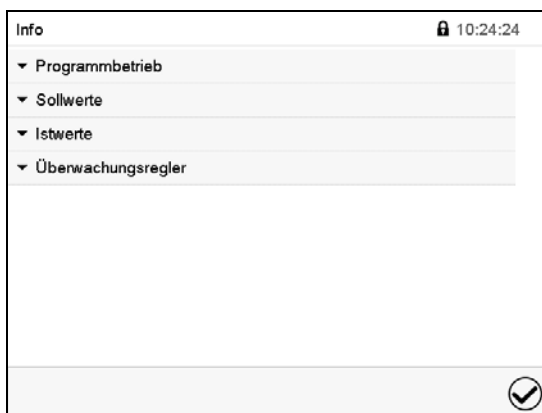 Info 10:24:24
Programmbetrieb
Sollwerte
Istwerte
Überwachungsregler